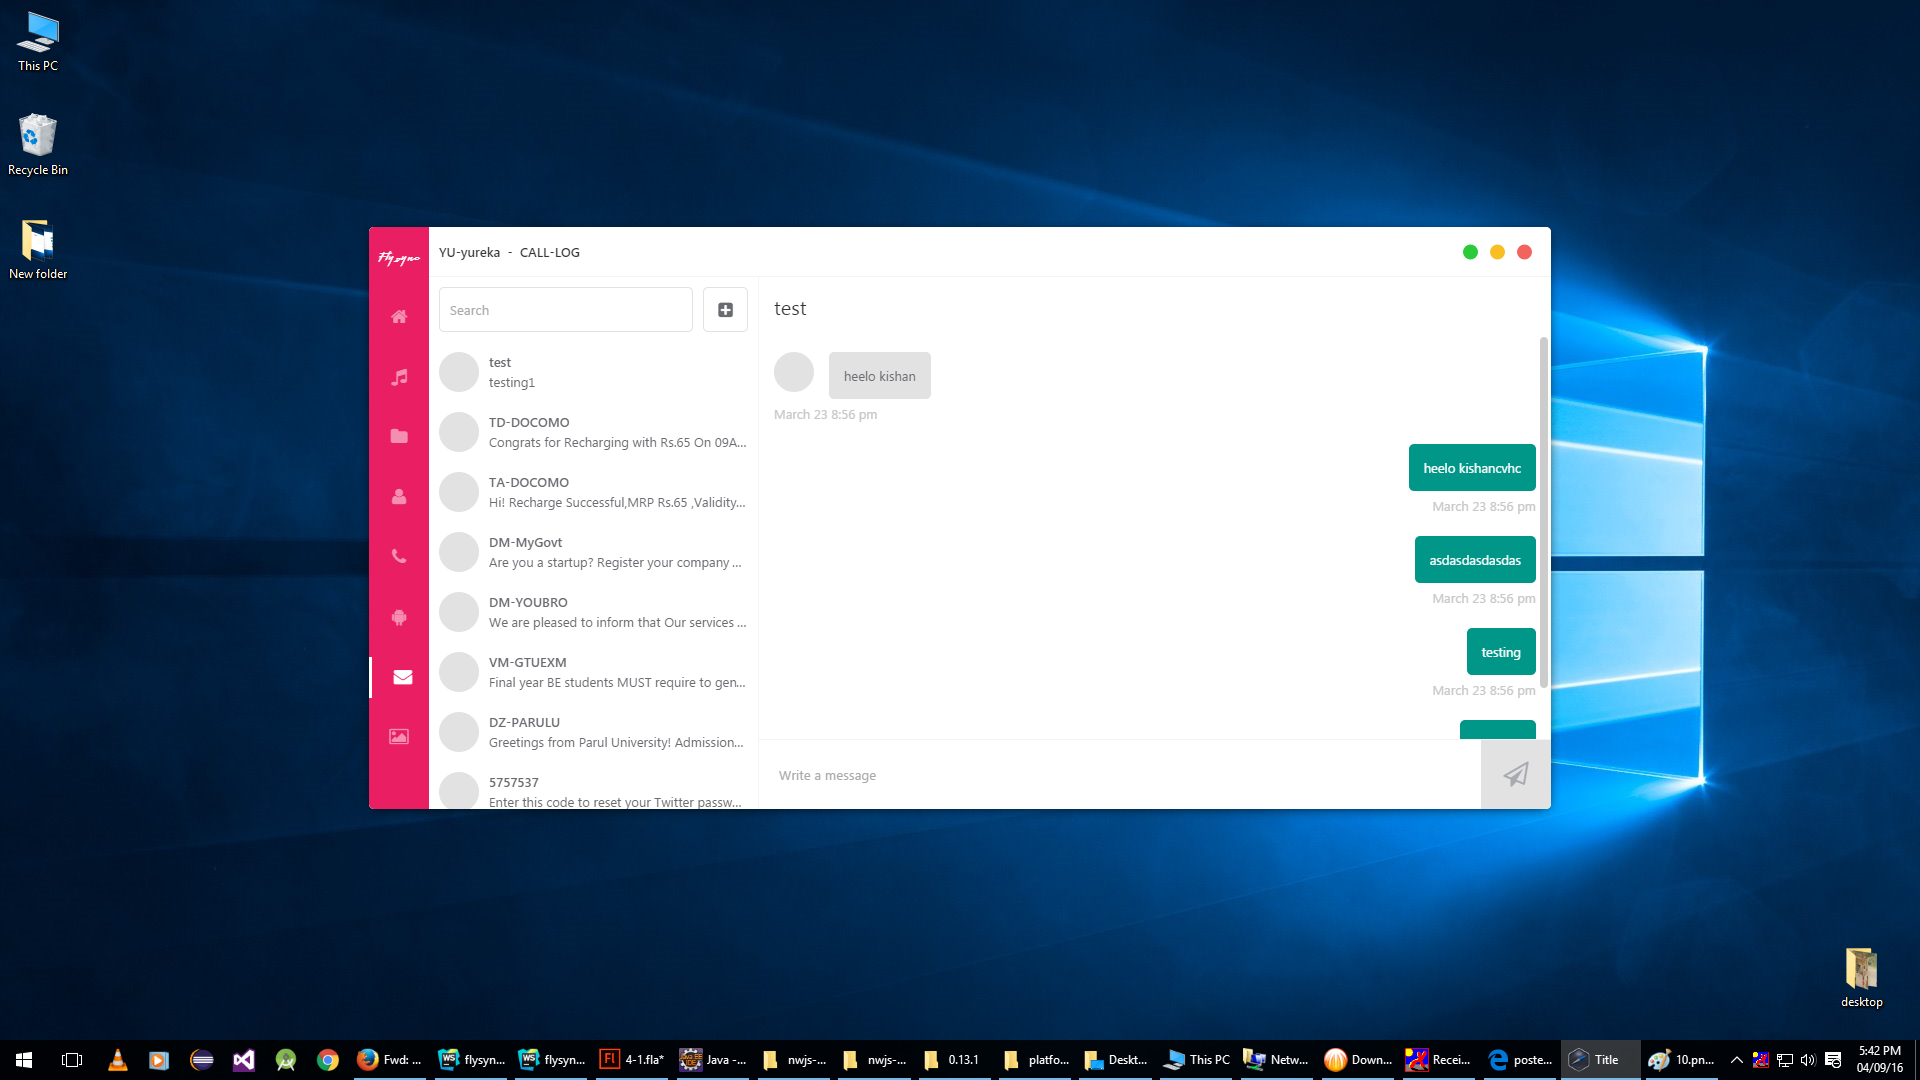 This PC
Recycle Bin
New folder
Flysync
YU-yureka - CALL-LOG
Search
test
testing1
TD-DOCOMO
Congrats for Recharging with Rs.65 On 09A...
TA-DOCOMO
Hi! Recharge Successful,MRP Rs.65 ,Validity...
DM-MyGovt
Are you a startup? Register your company ...
DM-YOUBRO
We are pleased to inform that Our services ...
VM-GTUEXM
Final year BE students MUST require to gen...
DZ-PARULU
Greetings from Parul University! Admission...
5757537
Enter this code to reset your Twitter passw...
test
heelo kishan
March 23 8:56 pm
heelo kishancvhc
March 23 8:56 pm
asdasdasdasdas
March 23 8:56 pm
testing
March 23 8:56 pm
Write a message
desktop
Fwd: ...
WS flysyn...
WS flysyn...
Fl 4-1.fla*
Java -...
nwjs-...
nwjs-...
0.13.1
platfo...
Deskt...
This PC
Netw...
Down...
Recei...
poste...
Title
10.pn...
5:42 PM
04/09/16